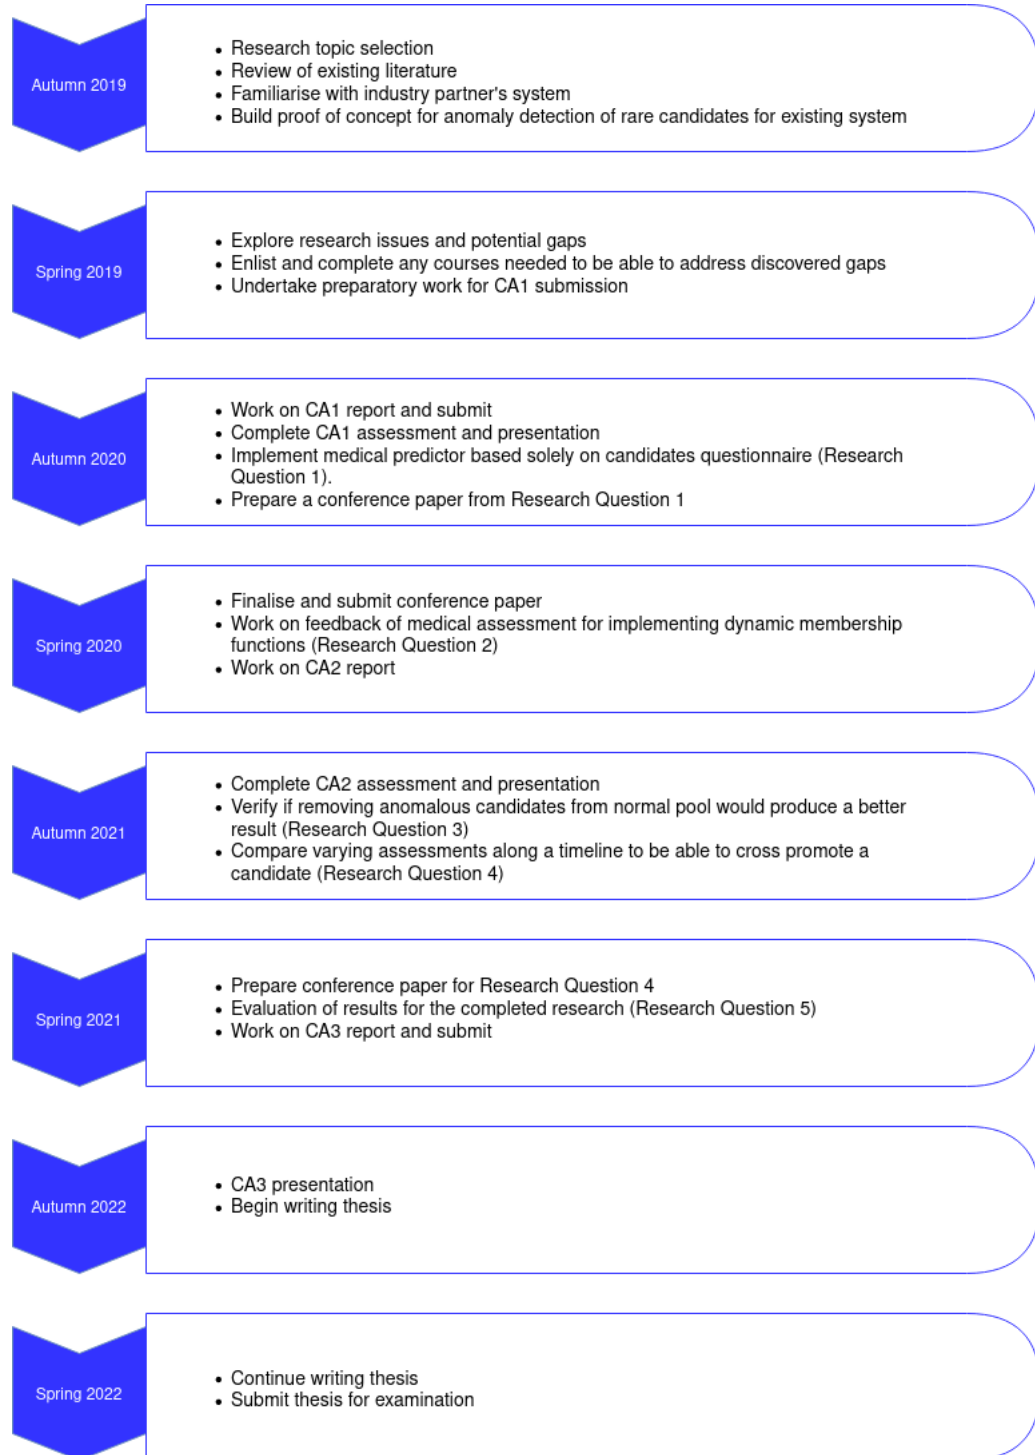 Autumn 2019
• Research topic selection
• Review of existing literature
• Familiarise with industry partner's system
• Build proof of concept for anomaly detection of rare candidates for existing system
Spring 2019
• Explore research issues and potential gaps
• Enlist and complete any courses needed to be able to address discovered gaps
• Undertake preparatory work for CA1 submission
Autumn 2020
• Work on CA1 report and submit
• Complete CA1 assessment and presentation
• Implement medical predictor based solely on candidates questionnaire (Research
Question 1).
• Prepare a conference paper from Research Question 1
Spring 2020
• Finalise and submit conference paper
• Work on feedback of medical assessment for implementing dynamic membership
functions (Research Question 2)
• Work on CA2 report
Autumn 2021
• Complete CA2 assessment and presentation
• Verify if removing anomalous candidates from normal pool would produce a better
result (Research Question 3)
• Compare varying assessments along a timeline to be able to cross promote a
candidate (Research Question 4)
Spring 2021
• Prepare conference paper for Research Question 4
• Evaluation of results for the completed research (Research Question 5)
• Work on CA3 report and submit
Autumn 2022
• CA3 presentation
• Begin writing thesis
Spring 2022
• Continue writing thesis
• Submit thesis for examination